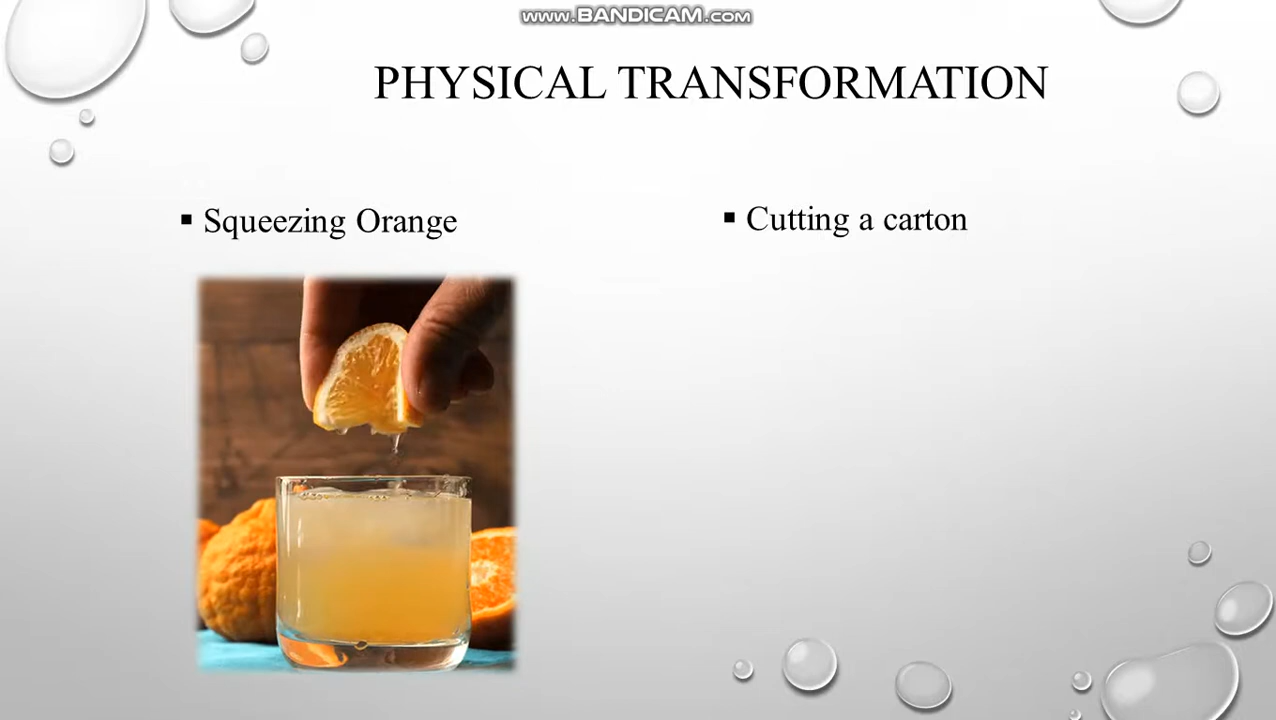 www.BANDICAM.com
PHYSICAL TRANSFORMATION
▪ Squeezing Orange
▪ Cutting a carton